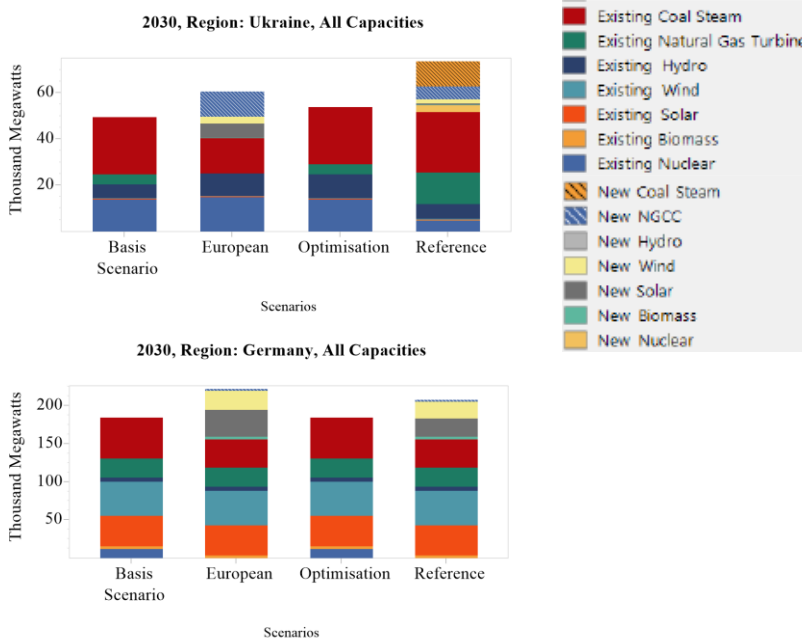 2030, Region: Ukraine, All Capacities
Thousand Megawatts
60
40
20
Basis Scenario
European
Optimisation
Reference
Scenarios
2030, Region: Germany, All Capacities
Thousand Megawatts
200
150
100
50
Basis Scenario
European
Optimisation
Reference
Scenarios
Existing Coal Steam
Existing Natural Gas Turbine
Existing Hydro
Existing Wind
Existing Solar
Existing Biomass
Existing Nuclear
New Coal Steam
New NGCC
New Hydro
New Wind
New Solar
New Biomass
New Nuclear